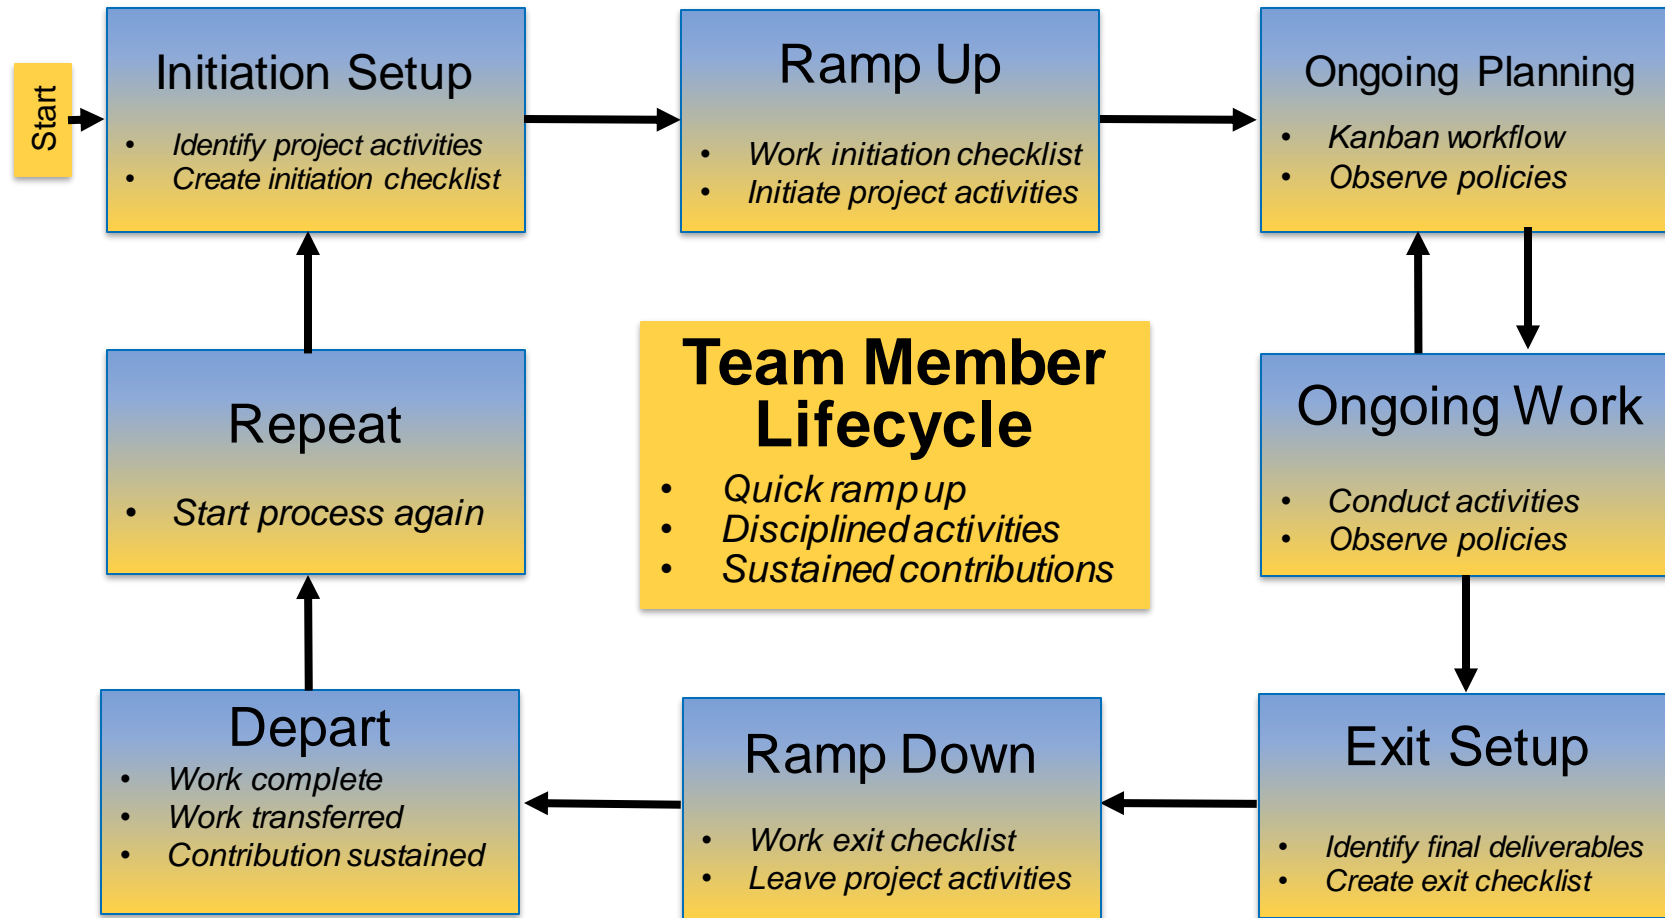 Start
Initiation Setup
• Identify project activities
• Create initiation checklist
Ramp Up
• Work initiation checklist
• Initiate project activities
Ongoing Planning
• Kanban workflow
• Observe policies
Repeat
• Start process again
Team Member
Lifecycle
• Quick ramp up
• Disciplined activities
• Sustained contributions
Ongoing Work
• Conduct activities
• Observe policies
Depart
• Work complete
• Work transferred
• Contribution sustained
Ramp Down
• Work exit checklist
• Leave project activities
Exit Setup
• Identify final deliverables
• Create exit checklist